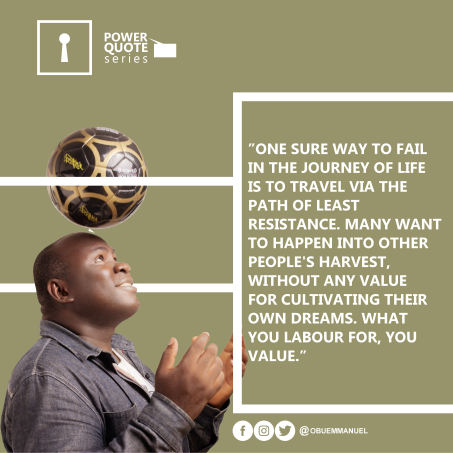 POWER
QUOTE
series
"ONE SURE WAY TO FAIL
IN THE JOURNEY OF LIFE
IS TO TRAVEL VIA THE
PATH OF LEAST
RESISTANCE. MANY WANT
TO HAPPEN INTO OTHER
PEOPLE'S HARVEST,
WITHOUT ANY VALUE
FOR CULTIVATING THEIR
OWN DREAMS. WHAT
YOU LABOUR FOR, YOU
VALUE."
@OBUEMMANUEL